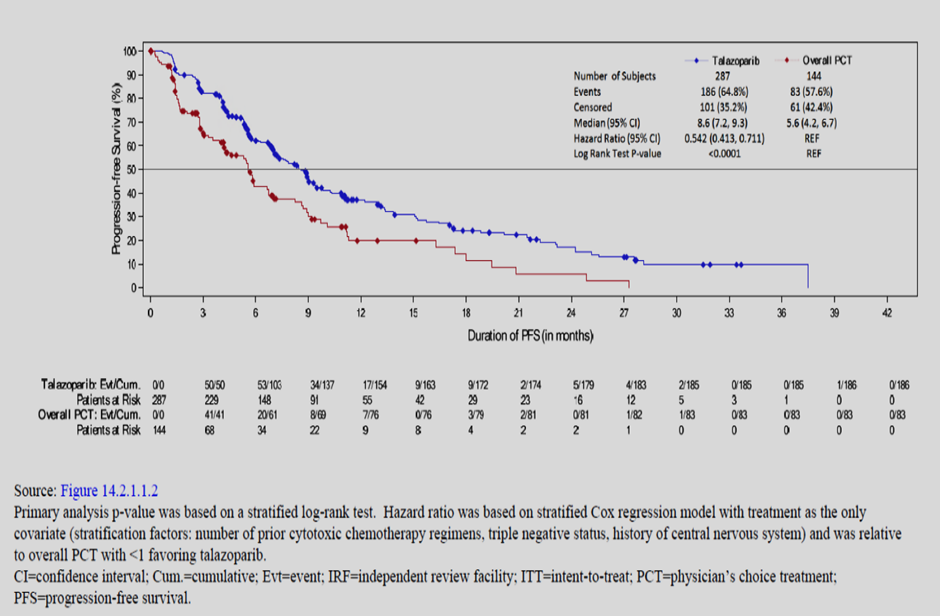 Talazoparib Overall PCT
Number of Subjects 287 144
Events 186 (64.8%) 83 (57.6%)
Censored 101 (35.2%) 61 (42.4%)
Median (95% CI) 8.6 (7.2, 9.3) 5.6 (4.2, 6.7)
Hazard Ratio (95% CI) 0.542 (0.413, 0.711) REF
Log Rank Test P-value <0.0001 REF
Progression-free Survival (%)
100
90
80
70
60
50
40
30
20
10
0
0 3 6 9 12 15 18 21 24 27 30 33 36 39 42
Duration of PFS (in months)
Talazoparib: Evt/Cum. 0/0 50/50 53/103 34/137 17/154 9/163 9/172 2/174 5/179 4/183 2/185 0/185 0/185 1/186 0/186
Patients at Risk 287 229 148 91 55 42 29 23 16 12 5 3 1 0 0
Overall PCT: Evt/Cum. 0/0 41/41 20/61 8/69 7/76 0/76 3/79 2/81 0/81 1/82 1/83 0/83 0/83 0/83 0/83
Patients at Risk 144 68 34 22 9 8 4 2 2 1 0 0 0 0 0
Source: Figure 14.2.1.1.2
Primary analysis p-value was based on a stratified log-rank test. Hazard ratio was based on stratified Cox regression model with treatment as the only
covariate (stratification factors: number of prior cytotoxic chemotherapy regimens, triple negative status, history of central nervous system) and was relative
to overall PCT with <1 favoring talazoparib.
CI=confidence interval; Cum.=cumulative; Evt=event; IRF=independent review facility; ITT=intent-to-treat; PCT=physician's choice treatment;
PFS=progression-free survival.